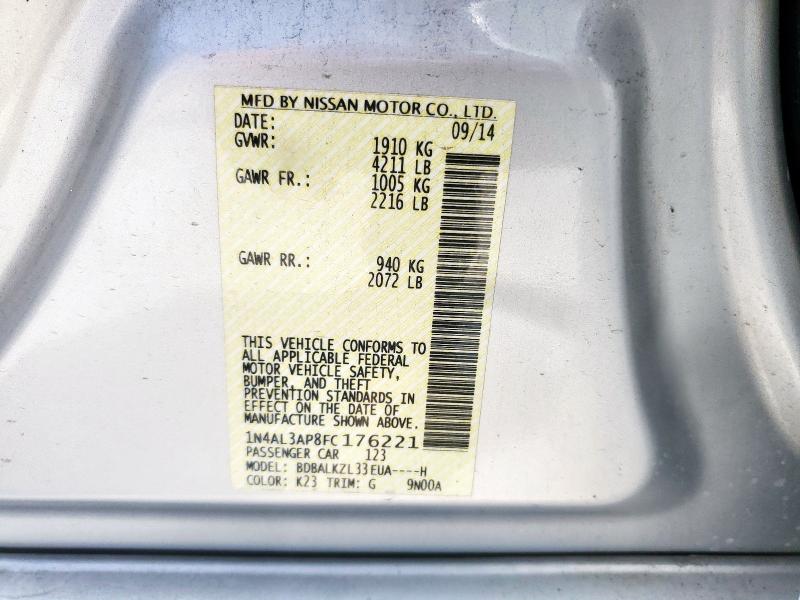 MFD BY NISSAN MOTOR CO., LTD.
DATE: 09/14
GVWR: 1910 KG
4211 LB
GAWR FR.: 1005 KG
2216 LB
GAWR RR.: 940 KG
2072 LB
THIS VEHICLE CONFORMS TO
ALL APPLICABLE FEDERAL
MOTOR VEHICLE SAFETY,
BUMPER, AND THEFT
PREVENTION STANDARDS IN
EFFECT ON THE DATE OF
MANUFACTURE SHOWN ABOVE.
1N4AL3AP8FC176221
PASSENGER CAR 123
MODEL: BDBALKZL33EUA----H
COLOR: K23 TRIM: G 9N00A